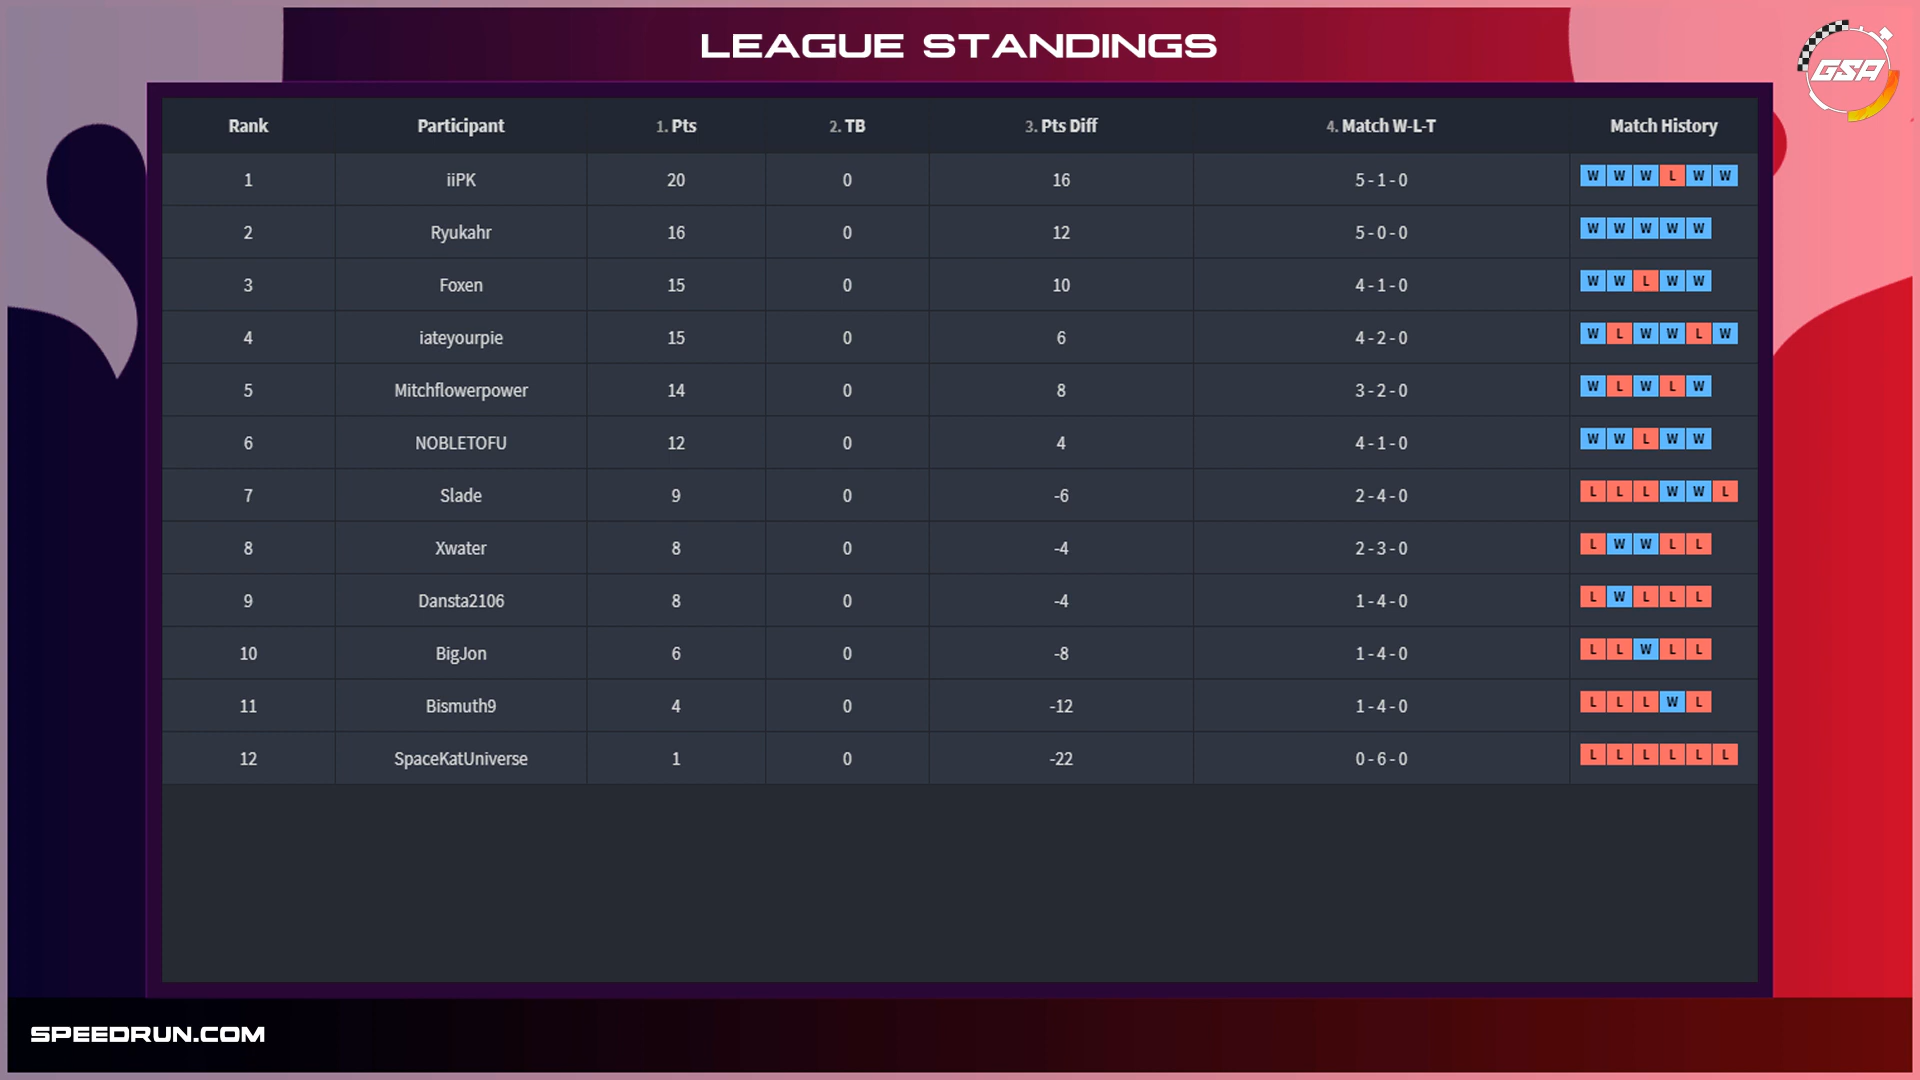 LEAGUE STANDINGS
GSA
Rank Participant 1. Pts 2. TB 3. Pts Diff 4. Match W-L-T Match History
1 iiPK 20 0 16 5 - 1 - 0 W W W L W W
2 Ryukahr 16 0 12 5 - 0 - 0 W W W W W
3 Foxen 15 0 10 4 - 1 - 0 W W L W W
4 iateyourpie 15 0 6 4 - 2 - 0 W L W W L W
5 Mitchflowerpower 14 0 8 3 - 2 - 0 W L W L W
6 NOBLETOFU 12 0 4 4 - 1 - 0 W W L W W
7 Slade 9 0 -6 2 - 4 - 0 L L L W W L
8 Xwater 8 0 -4 2 - 3 - 0 L W W L L
9 Dansta2106 8 0 -4 1 - 4 - 0 L W L L L
10 BigJon 6 0 -8 1 - 4 - 0 L L W L L
11 Bismuth9 4 0 -12 1 - 4 - 0 L L L W L
12 SpaceKatUniverse 1 0 -22 0 - 6 - 0 L L L L L L
SPEEDRUN.COM